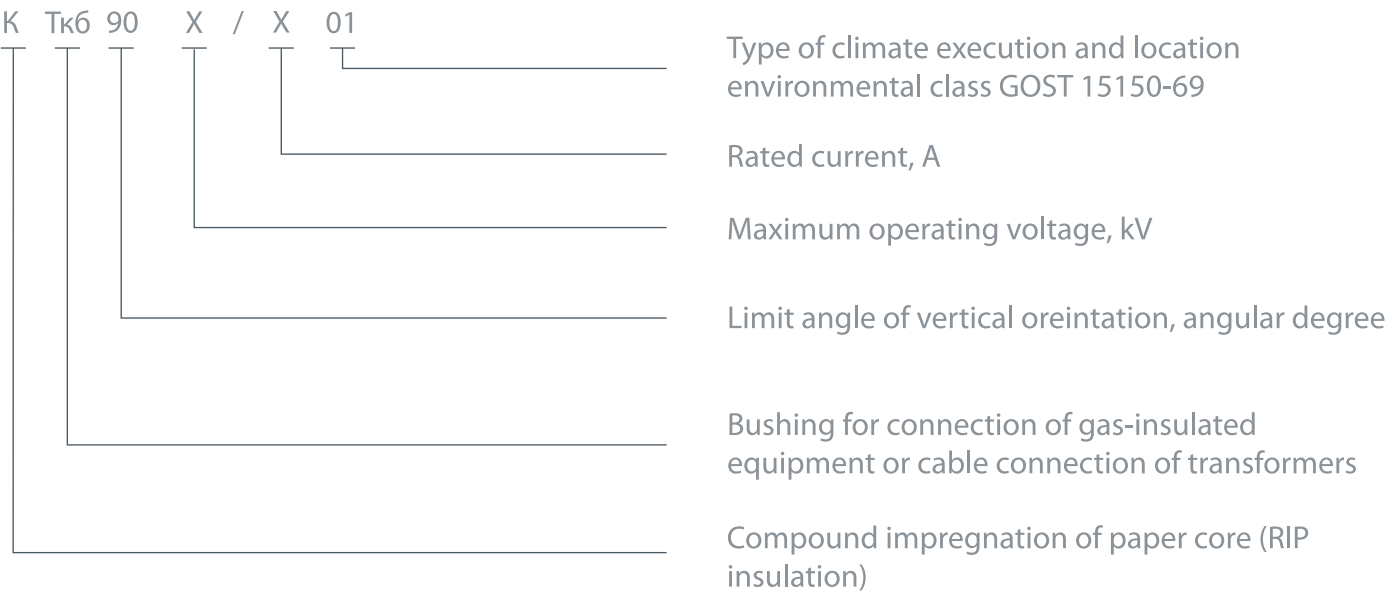 К Ткб 90 Х / Х 01
Type of climate execution and location
environmental class GOST 15150-69
Rated current, A
Maximum operating voltage, kV
Limit angle of vertical oreintation, angular degree
Bushing for connection of gas-insulated
equipment or cable connection of transformers
Compound impregnation of paper core (RIP
insulation)